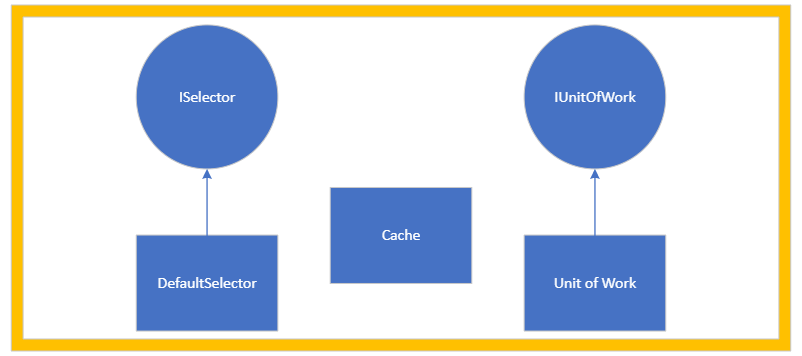 ISelector
IUnitOfWork
Cache
DefaultSelector
Unit of Work